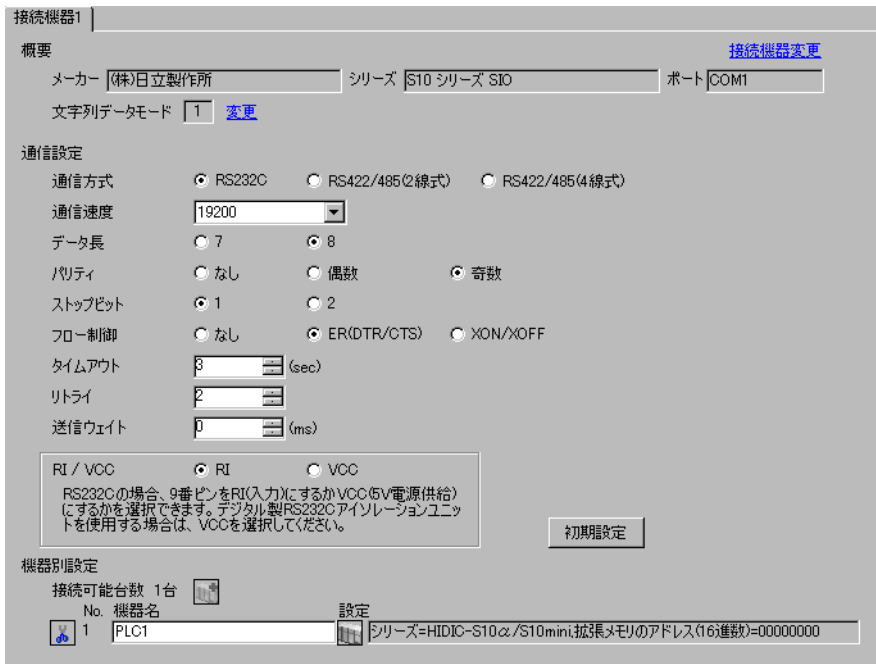 接続機器1
概要
接続機器変更
メーカー (株)日立製作所 シリーズ S10 シリーズ SIO ポート COM1
文字列データモード 1 変更
通信設定
通信方式 RS232C RS422/485(2線式) RS422/485(4線式)
通信速度 19200
データ長 7 8
パリティ なし 偶数 奇数
ストップビット 1 2
フロー制御 なし ER(DTR/CTS) XON/XOFF
タイムアウト 3 (sec)
リトライ 2
送信ウェイト 0 (ms)
RI / VCC RI VCC
RS232Cの場合、9番ピンをRI(入力)にするかVCC(5V電源供給)
にするかを選択できます。デジタル製RS232Cアイソレーションユニッ
トを使用する場合は、VCCを選択してください。
初期設定
機器別設定
接続可能台数 1台
No. 機器名 設定
1 PLC1 シリーズ=HIDIC-S10α/S10mini,拡張メモリのアドレス(16進数)=00000000